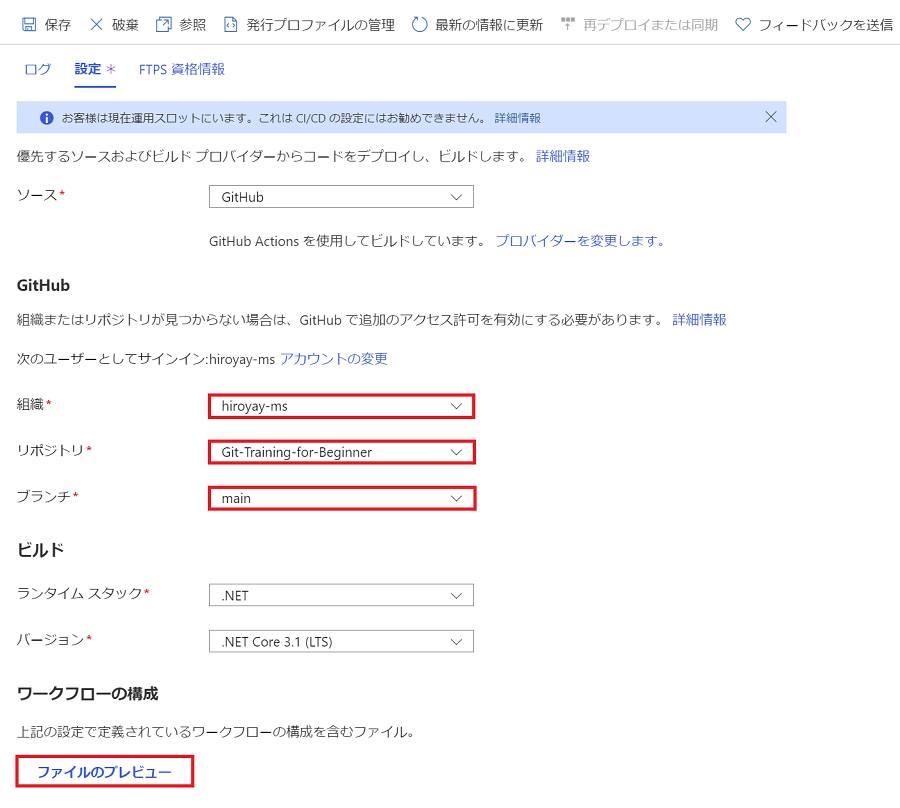 保存 破棄 参照 発行プロファイルの管理 最新の情報に更新 再デプロイまたは同期 フィードバックを送信
ログ 設定 * FTPS 資格情報
お客様は現在運用スロットにいます。これは CI/CD の設定にはお勧めできません。 詳細情報
優先するソースおよびビルド プロバイダーからコードをデプロイし、ビルドします。 詳細情報
ソース* GitHub
GitHub Actions を使用してビルドしています。 プロバイダーを変更します。
GitHub
組織またはリポジトリが見つからない場合は、GitHub で追加のアクセス許可を有効にする必要があります。 詳細情報
次のユーザーとしてサインイン:hiroyay-ms アカウントの変更
組織* hiroyay-ms
リポジトリ* Git-Training-for-Beginner
ブランチ* main
ビルド
ランタイム スタック* .NET
バージョン* .NET Core 3.1 (LTS)
ワークフローの構成
上記の設定で定義されているワークフローの構成を含むファイル。
ファイルのプレビュー